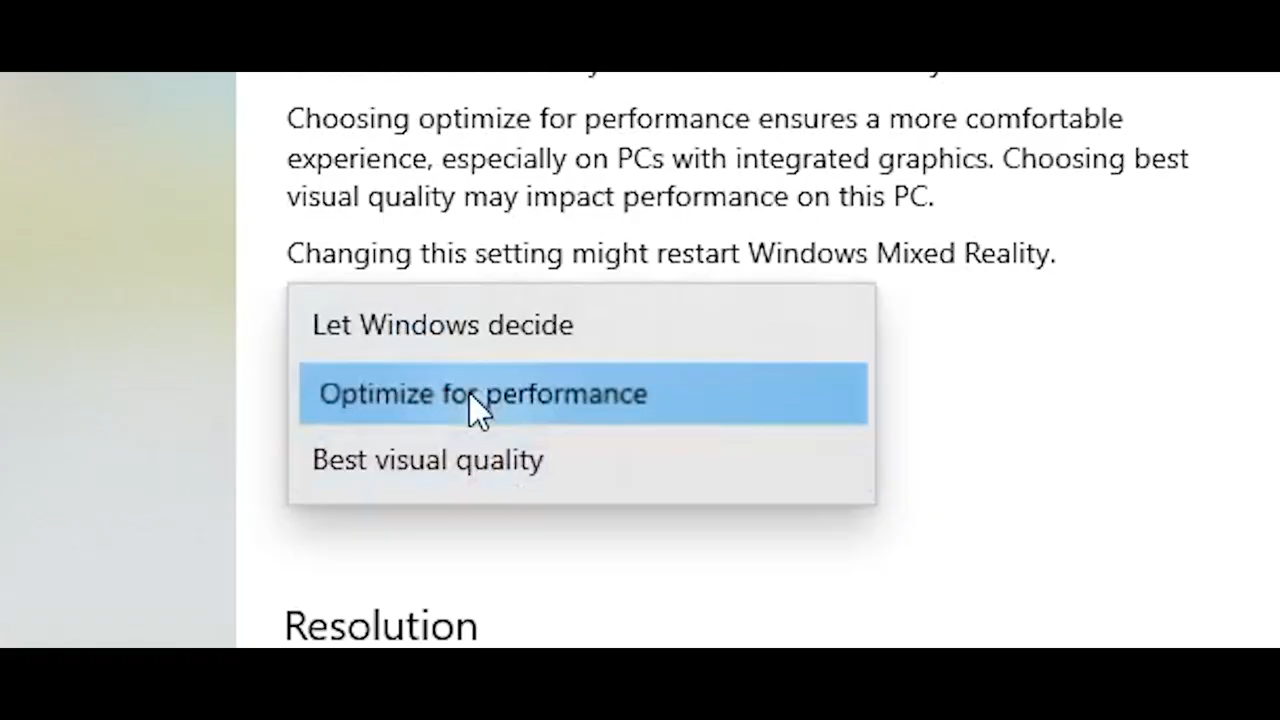 Choosing optimize for performance ensures a more comfortable
experience, especially on PCs with integrated graphics. Choosing best
visual quality may impact performance on this PC.
Changing this setting might restart Windows Mixed Reality.
Let Windows decide
Optimize for performance
Best visual quality
Resolution